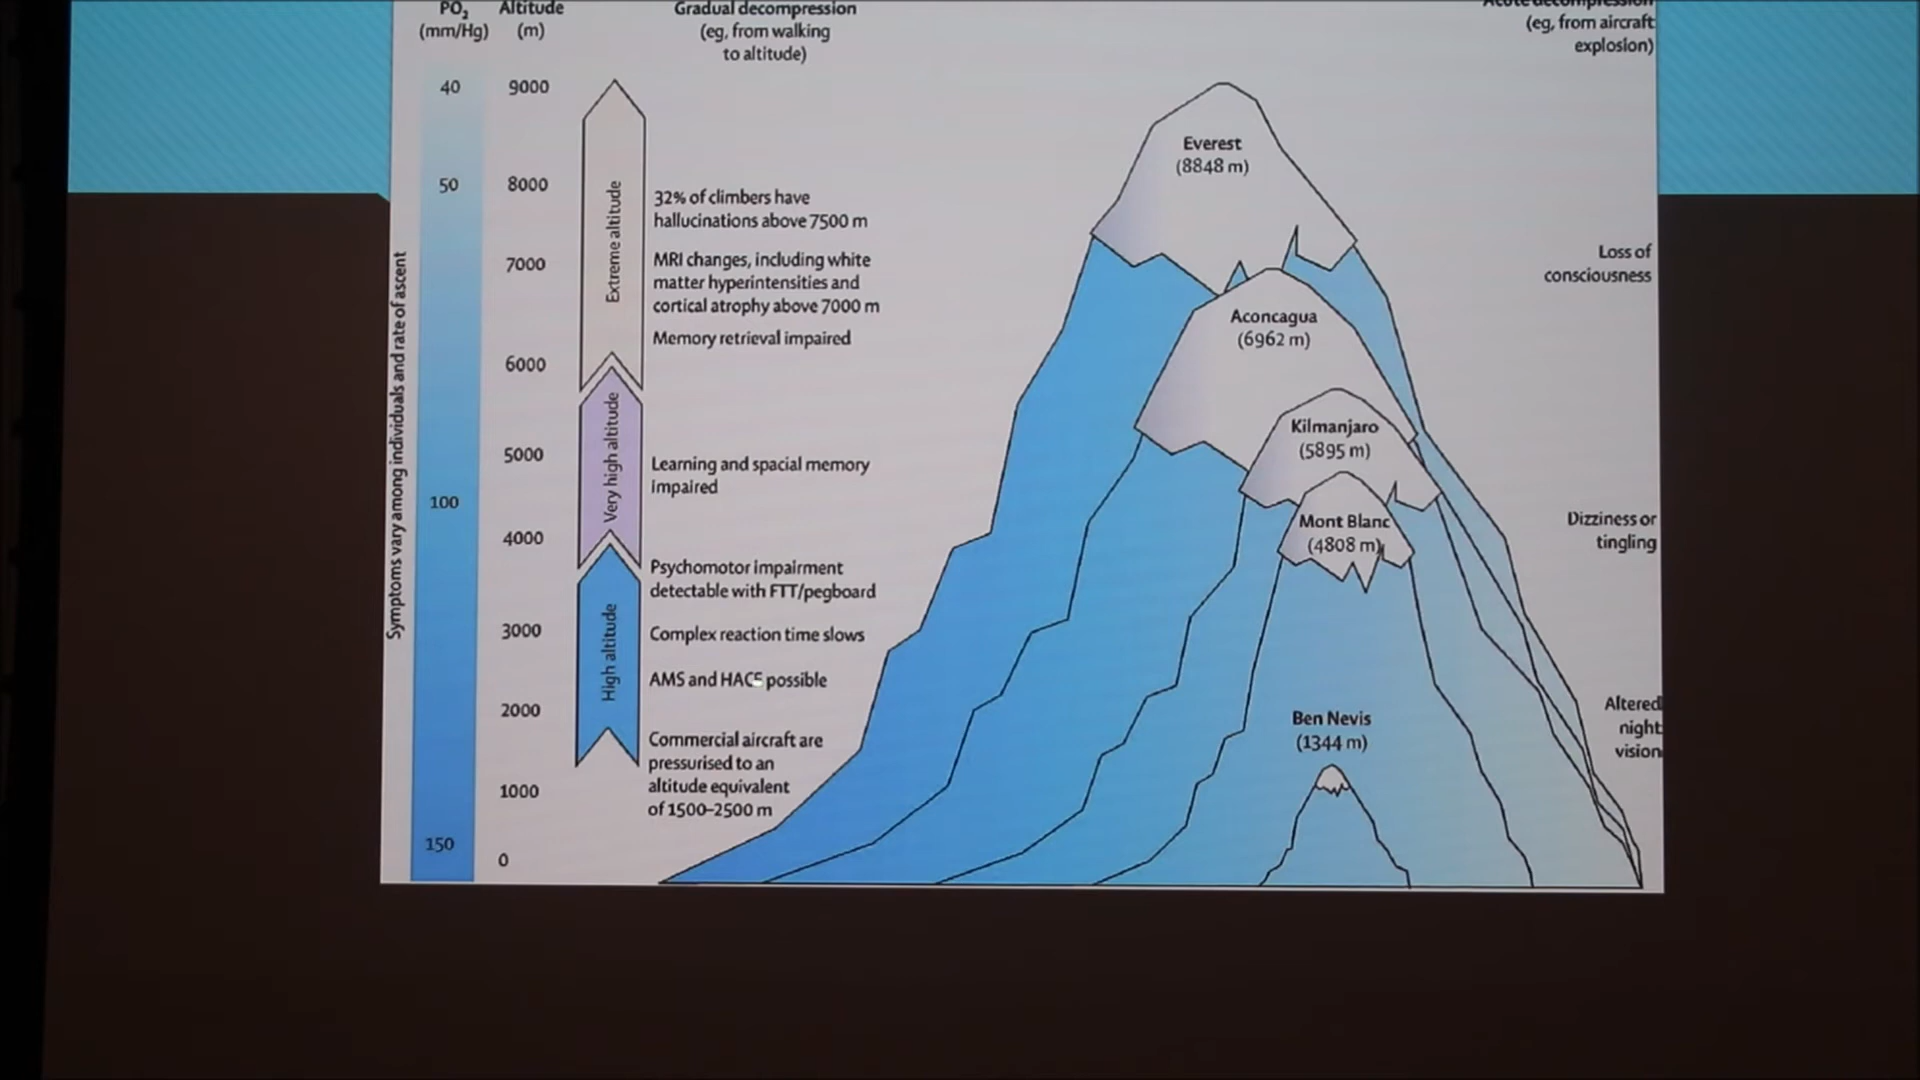 PO₂
(mm/Hg)
Altitude
(m)
Gradual decompression
(eg, from walking
to altitude)
Acute decompression
(eg, from aircraft
explosion)
Symptoms vary among individuals and rate of ascent
40
50
100
150
9000
8000
7000
6000
5000
4000
3000
2000
1000
0
Extreme altitude
Very high altitude
High altitude
32% of climbers have
hallucinations above 7500 m
MRI changes, including white
matter hyperintensities and
cortical atrophy above 7000 m
Memory retrieval impaired
Learning and spacial memory
impaired
Psychomotor impairment
detectable with FTT/pegboard
Complex reaction time slows
AMS and HACE possible
Commercial aircraft are
pressurised to an
altitude equivalent
of 1500–2500 m
Everest
(8848 m)
Aconcagua
(6962 m)
Kilmanjaro
(5895 m)
Mont Blanc
(4808 m)
Ben Nevis
(1344 m)
Loss of
consciousness
Dizziness or
tingling
Altered
night
vision